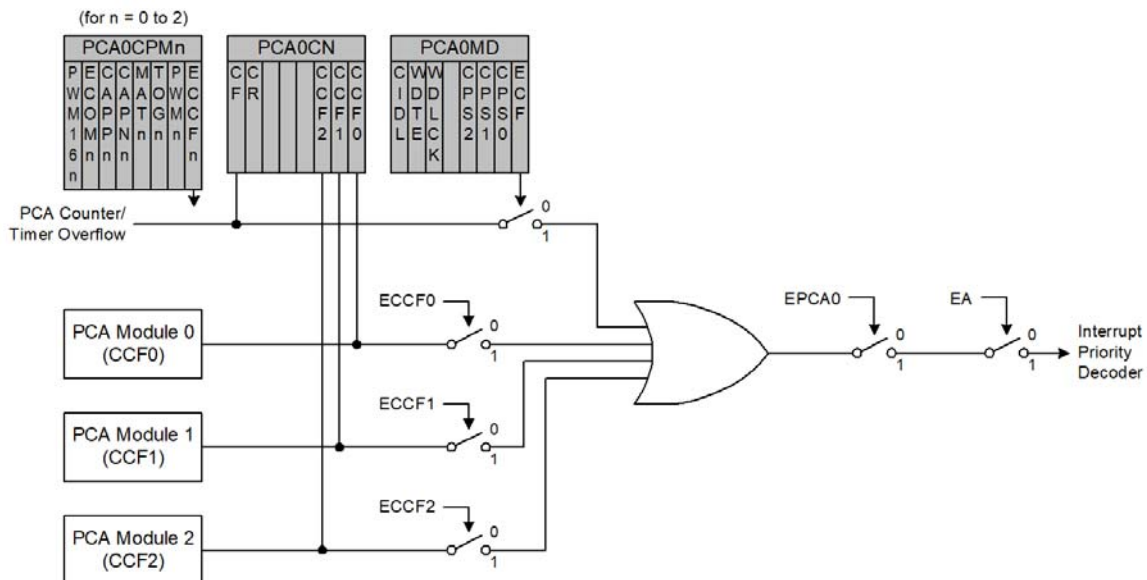 (for n = 0 to 2)
PCA0CPMn
PWM16n
ECOMn
CAPPn
CAPNn
MATn
TOGn
PWMn
ECCFn
PCA0CN
CF
CR
CCF2
CCF1
CCF0
PCA0MD
CIDL
WDTE
WDLCK
CPS2
CPS1
CPS0
ECF
PCA Counter/
Timer Overflow
0
1
PCA Module 0
(CCF0)
ECCF0
0
1
PCA Module 1
(CCF1)
ECCF1
0
1
PCA Module 2
(CCF2)
ECCF2
0
1
EPCA0
0
1
EA
0
1
Interrupt
Priority
Decoder